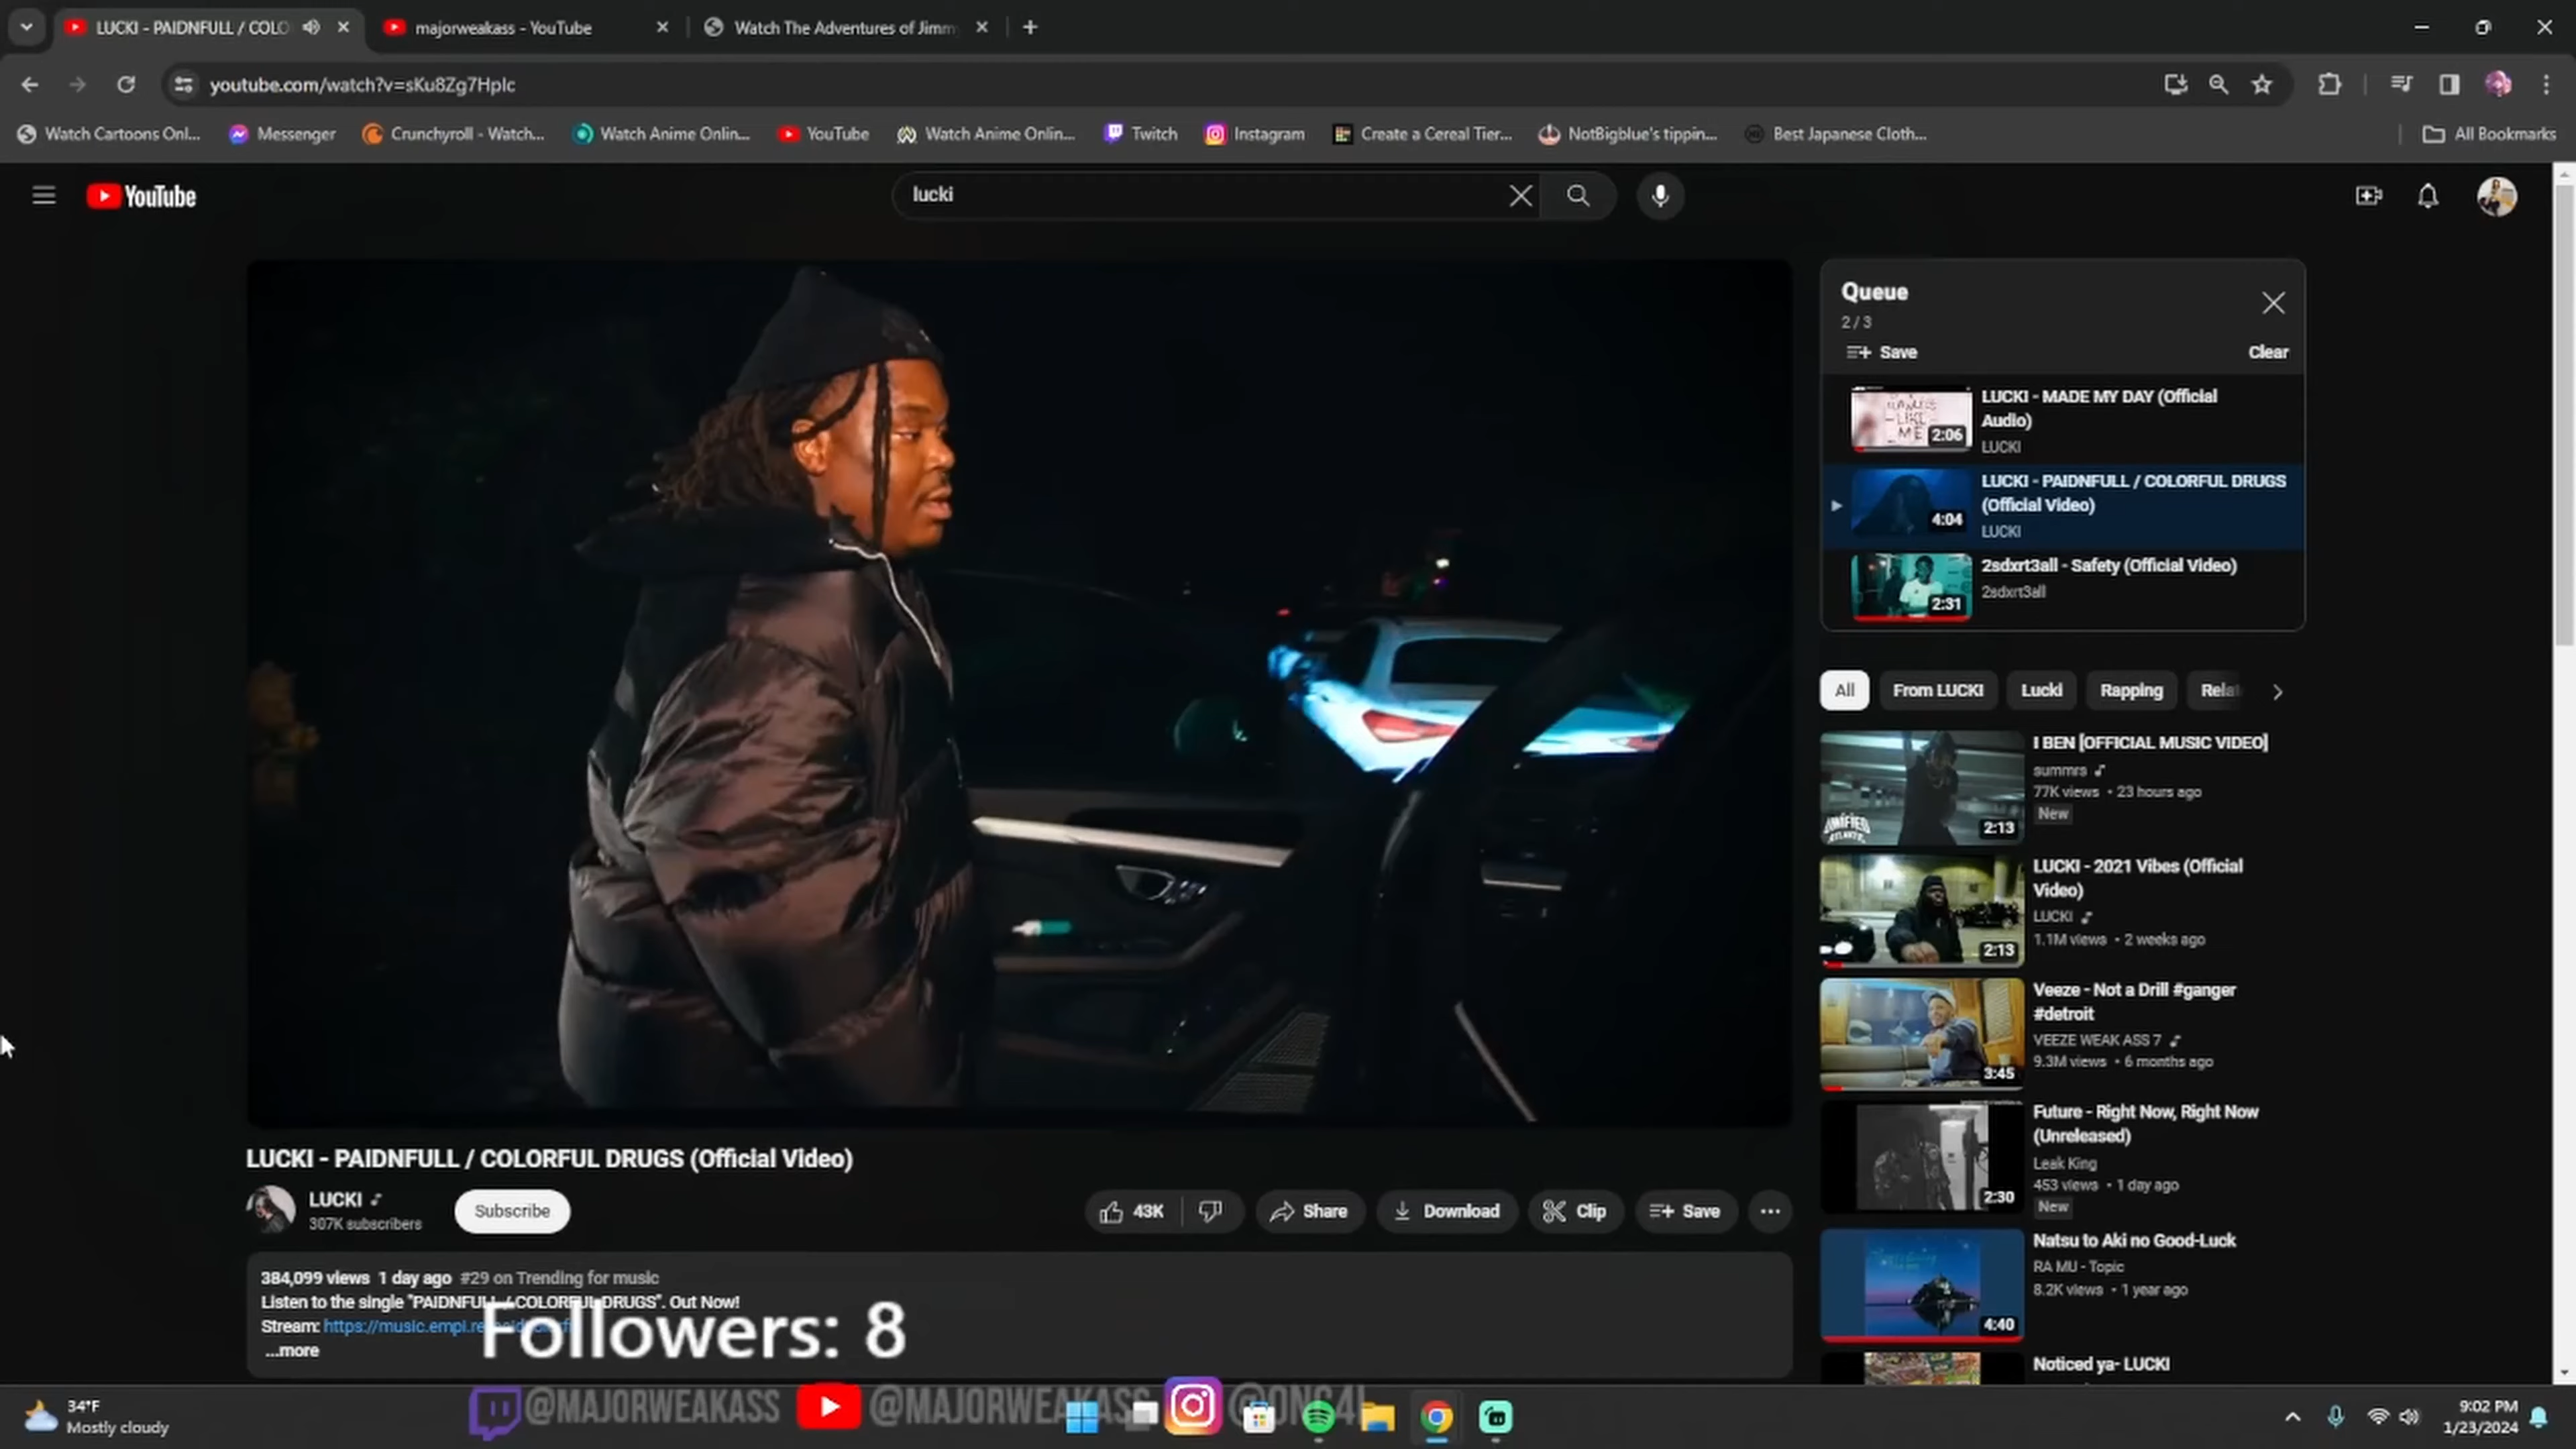 LUCKI - PAIDNFULL / COLO
majorweakass - YouTube
Watch The Adventures of Jimm
youtube.com/watch?v=sKu8Zg7HpIc
Watch Cartoons Onl...
Messenger
Crunchyroll - Watch...
Watch Anime Onlin...
YouTube
Watch Anime Onlin...
Twitch
Instagram
Create a Cereal Tier...
NotBigblue's tippin...
Best Japanese Cloth...
All Bookmarks
YouTube
lucki
Queue
2 / 3
Save
Clear
2:06
LUCKI - MADE MY DAY (Official
Audio)
LUCKI
4:04
LUCKI - PAIDNFULL / COLORFUL DRUGS
(Official Video)
LUCKI
2:31
2sdxrt3all - Safety (Official Video)
2sdxrt3all
All
From LUCKI
Lucki
Rapping
Rela
2:13
I BEN [OFFICIAL MUSIC VIDEO]
summrs
77K views • 23 hours ago
New
2:13
LUCKI - 2021 Vibes (Official
Video)
LUCKI
1.1M views • 2 weeks ago
3:45
Veeze - Not a Drill #ganger
#detroit
VEEZE WEAK ASS 7
9.3M views • 6 months ago
2:30
Future - Right Now, Right Now
(Unreleased)
Leak King
453 views • 1 day ago
New
4:40
Natsu to Aki no Good-Luck
RA MU - Topic
8.2K views • 1 year ago
Noticed ya- LUCKI
LUCKI - PAIDNFULL / COLORFUL DRUGS (Official Video)
LUCKI
307K subscribers
Subscribe
43K
Share
Download
Clip
Save
384,099 views 1 day ago #29 on Trending for music
Listen to the single "PAIDNFULL / COLORFUL DRUGS". Out Now!
Stream: https://music.empi.re
...more
Followers: 8
@MAJORWEAKASS
@MAJORWEAKASS
34°F
Mostly cloudy
9:02 PM
1/23/2024